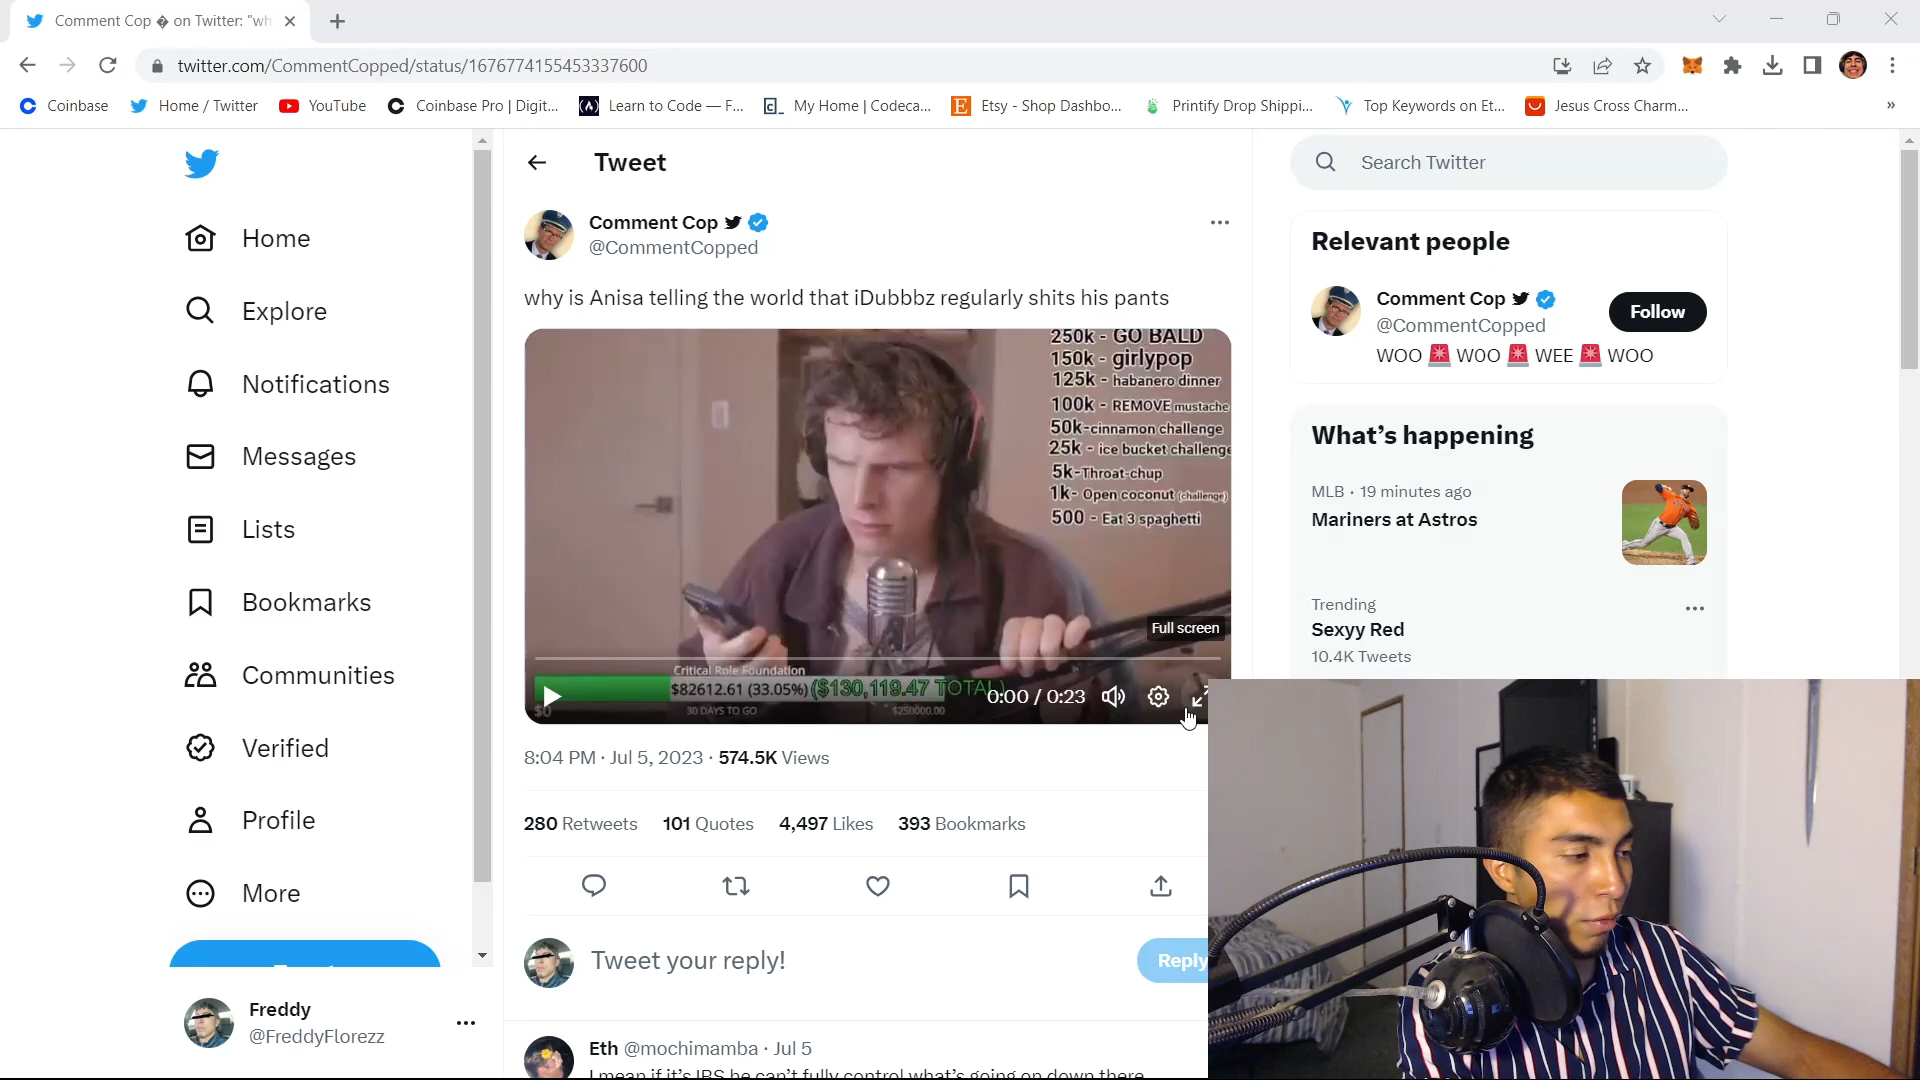 Comment Cop � on Twitter: "wh
twitter.com/CommentCopped/status/1676774155453337600
Coinbase
Home / Twitter
YouTube
Coinbase Pro | Digit...
Learn to Code — F...
My Home | Codeca...
Etsy - Shop Dashbo...
Printify Drop Shippi...
Top Keywords on Et...
Jesus Cross Charm...
»
Home
Explore
Notifications
Messages
Lists
Bookmarks
Communities
Verified
Profile
More
Freddy
@FreddyFlorezz
Tweet
Comment Cop
@CommentCopped
why is Anisa telling the world that iDubbbz regularly shits his pants
250k - GO BALD
150k - girlypop
125k - habanero dinner
100k - REMOVE mustache
50k-cinnamon challenge
25k - ice bucket challenge
5k-Throat-chup
1k- Open coconut (challenge)
500 - Eat 3 spaghetti
Full screen
Critical Role Foundation
$82612.61 (33.05%) ($130,119.47 TOTAL)
$0
30 DAYS TO GO
$250000.00
0:00 / 0:23
8:04 PM · Jul 5, 2023 · 574.5K Views
280 Retweets 101 Quotes 4,497 Likes 393 Bookmarks
Tweet your reply!
Reply
Eth @mochimamba · Jul 5
I mean if it's IBS he can't fully control what's going on down there
Search Twitter
Relevant people
Comment Cop
@CommentCopped
Follow
WOO 🚨 WOO 🚨 WEE 🚨 WOO
What's happening
MLB · 19 minutes ago
Mariners at Astros
Trending
Sexyy Red
10.4K Tweets